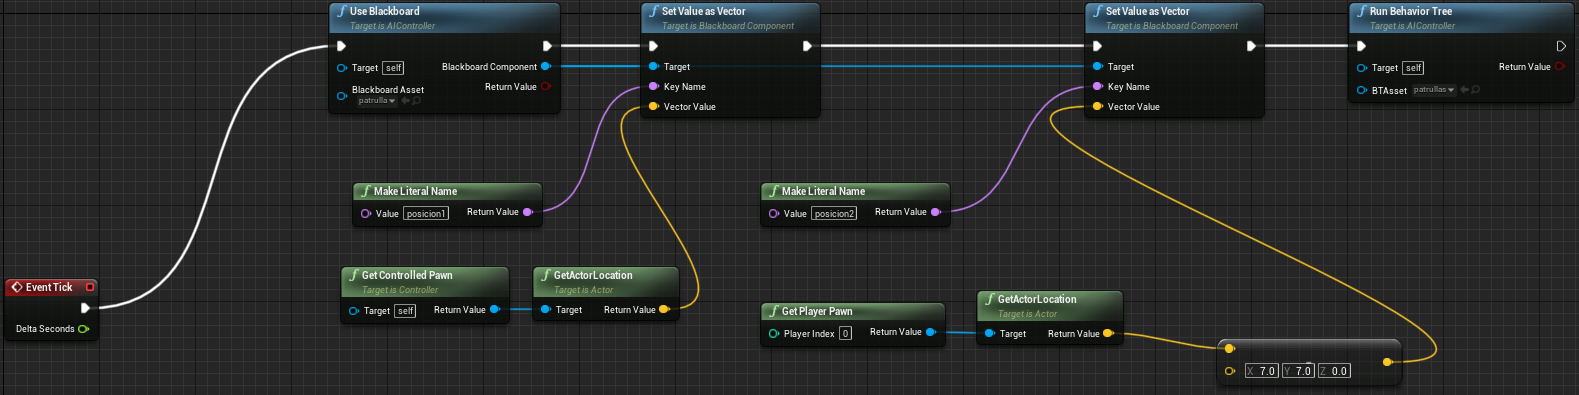 Use Blackboard
Target is AIController
Target self
Blackboard Component
Blackboard Asset
patrulla
Return Value
Set Value as Vector
Target is Blackboard Component
Target
Key Name
Vector Value
Set Value as Vector
Target is Blackboard Component
Target
Key Name
Vector Value
Run Behavior Tree
Target is AIController
Target self
Return Value
BTAsset patrullas
Make Literal Name
Value posicion1 Return Value
Make Literal Name
Value posicion2 Return Value
Event Tick
Delta Seconds
Get Controlled Pawn
Target is Controller
Target self Return Value
GetActorLocation
Target is Actor
Target Return Value
Get Player Pawn
Player Index 0 Return Value
GetActorLocation
Target is Actor
Target Return Value
X 7.0 Y 7.0 Z 0.0